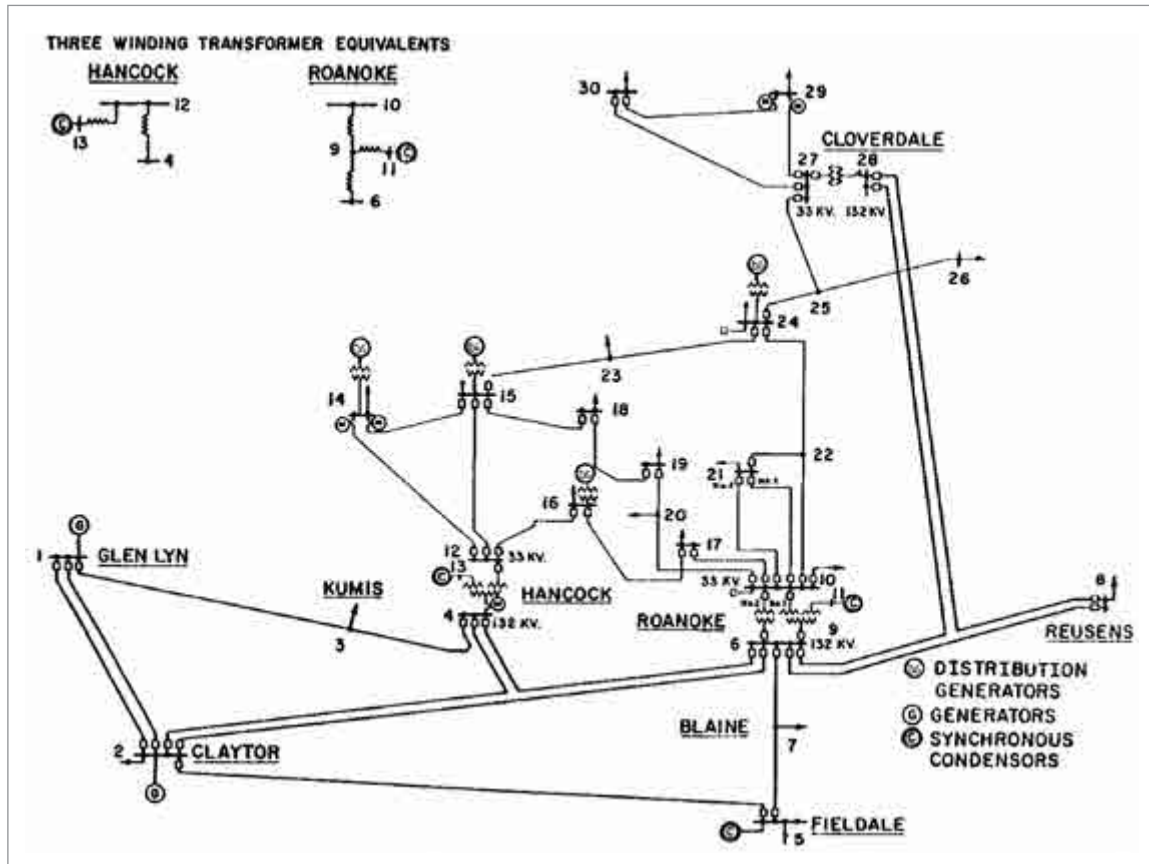 THREE WINDING TRANSFORMER EQUIVALENTS
HANCOCK
ROANOKE
12
C
13
4
10
9
C
11
6
30
29
CLOVERDALE
27
28
33 KV.
132 KV.
26
25
24
23
14
15
18
19
22
21
16
20
17
1
G
GLEN LYN
KUMIS
3
12
33 KV.
13
C
HANCOCK
4
132 KV.
33 KV.
10
ROANOKE
11
C
9
6
132 KV.
8
REUSENS
DISTRIBUTION
GENERATORS
G GENERATORS
C SYNCHRONOUS
CONDENSORS
BLAINE
7
2
CLAYTOR
G
C
FIELDALE
5